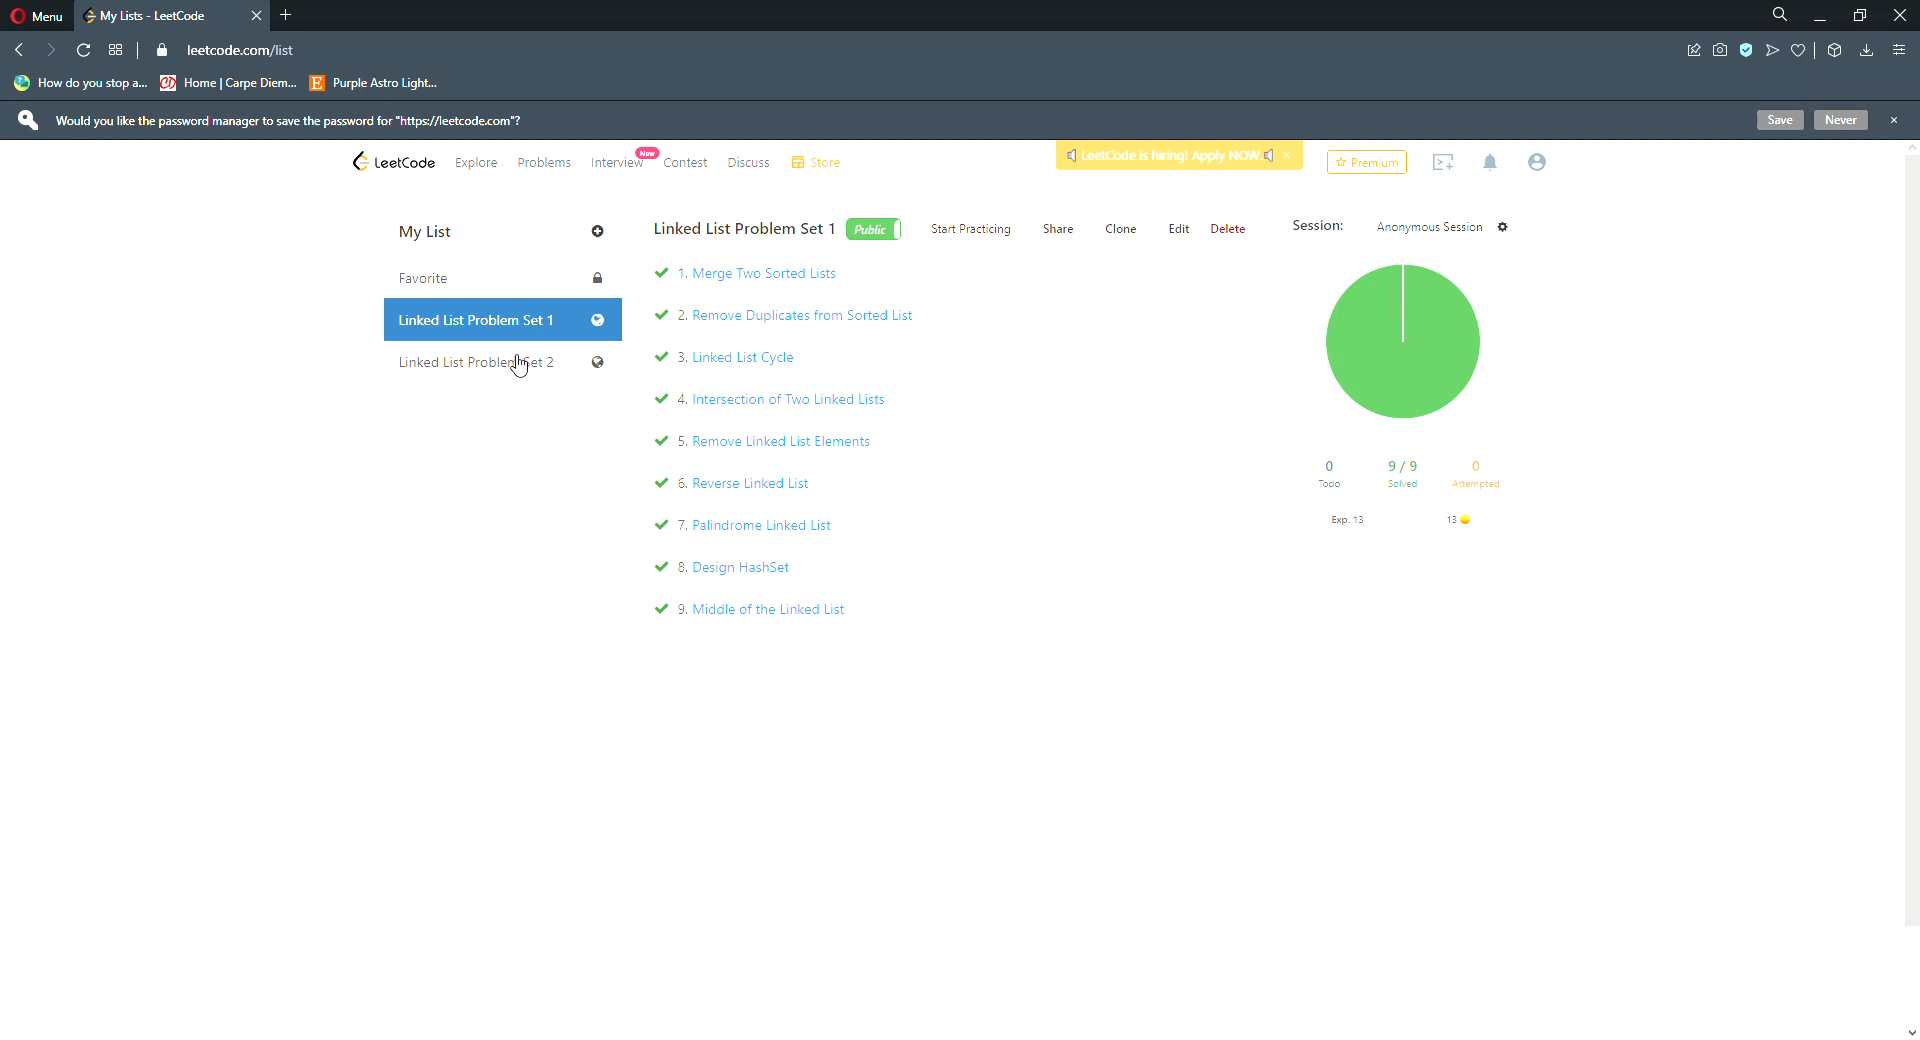 Menu
My Lists - LeetCode
leetcode.com/list
How do you stop a...
Home | Carpe Diem...
Purple Astro Light...
Would you like the password manager to save the password for "https://leetcode.com"?
Save
Never
LeetCode
Explore
Problems
Interview
New
Contest
Discuss
Store
LeetCode is hiring! Apply NOW.
Premium
My List
Favorite
Linked List Problem Set 1
Linked List Problem Set 2
Linked List Problem Set 1
Public
Start Practicing
Share
Clone
Edit
Delete
1. Merge Two Sorted Lists
2. Remove Duplicates from Sorted List
3. Linked List Cycle
4. Intersection of Two Linked Lists
5. Remove Linked List Elements
6. Reverse Linked List
7. Palindrome Linked List
8. Design HashSet
9. Middle of the Linked List
Session:
Anonymous Session
0
Todo
9 / 9
Solved
0
Attempted
Exp. 13
13